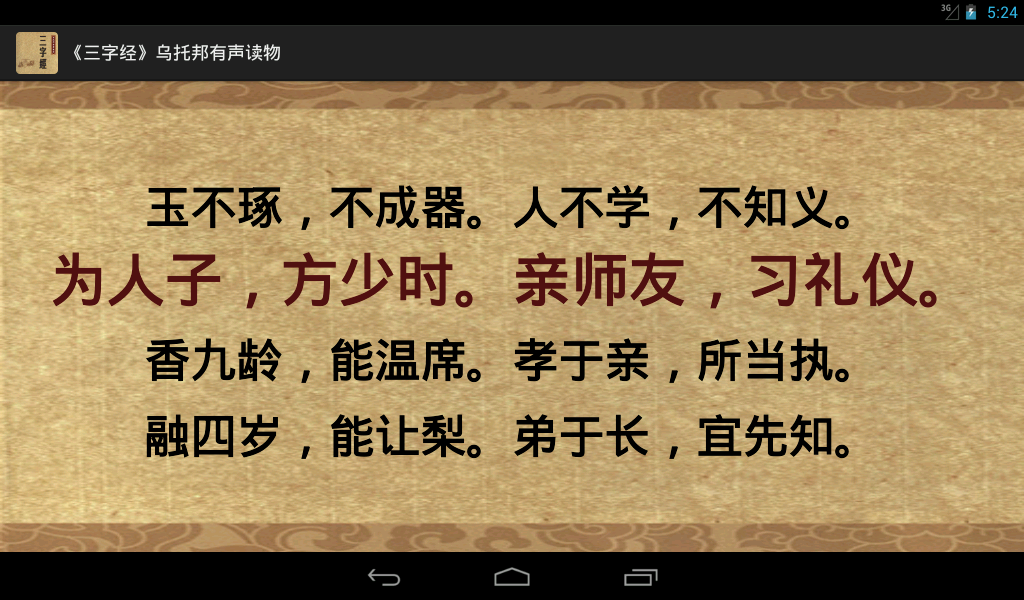 3G 5:24
《三字经》乌托邦有声读物
玉不琢，不成器。人不学，不知义。
为人子，方少时。亲师友，习礼仪。
香九龄，能温席。孝于亲，所当执。
融四岁，能让梨。弟于长，宜先知。